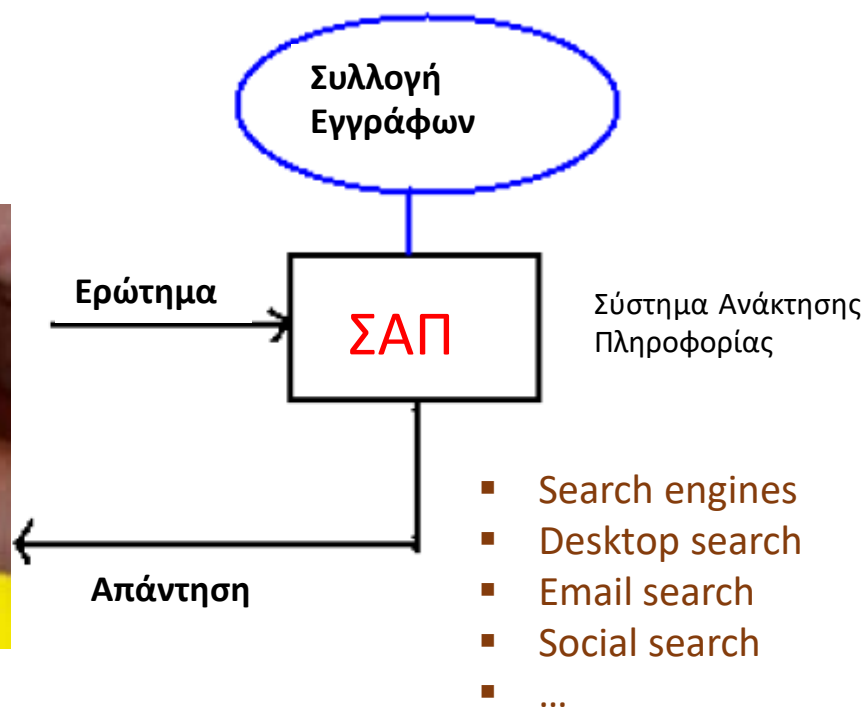 Συλλογή
Εγγράφων
Ερώτημα
ΣΑΠ
Σύστημα Ανάκτησης
Πληροφορίας
Απάντηση
▪ Search engines
▪ Desktop search
▪ Email search
▪ Social search
▪ ...